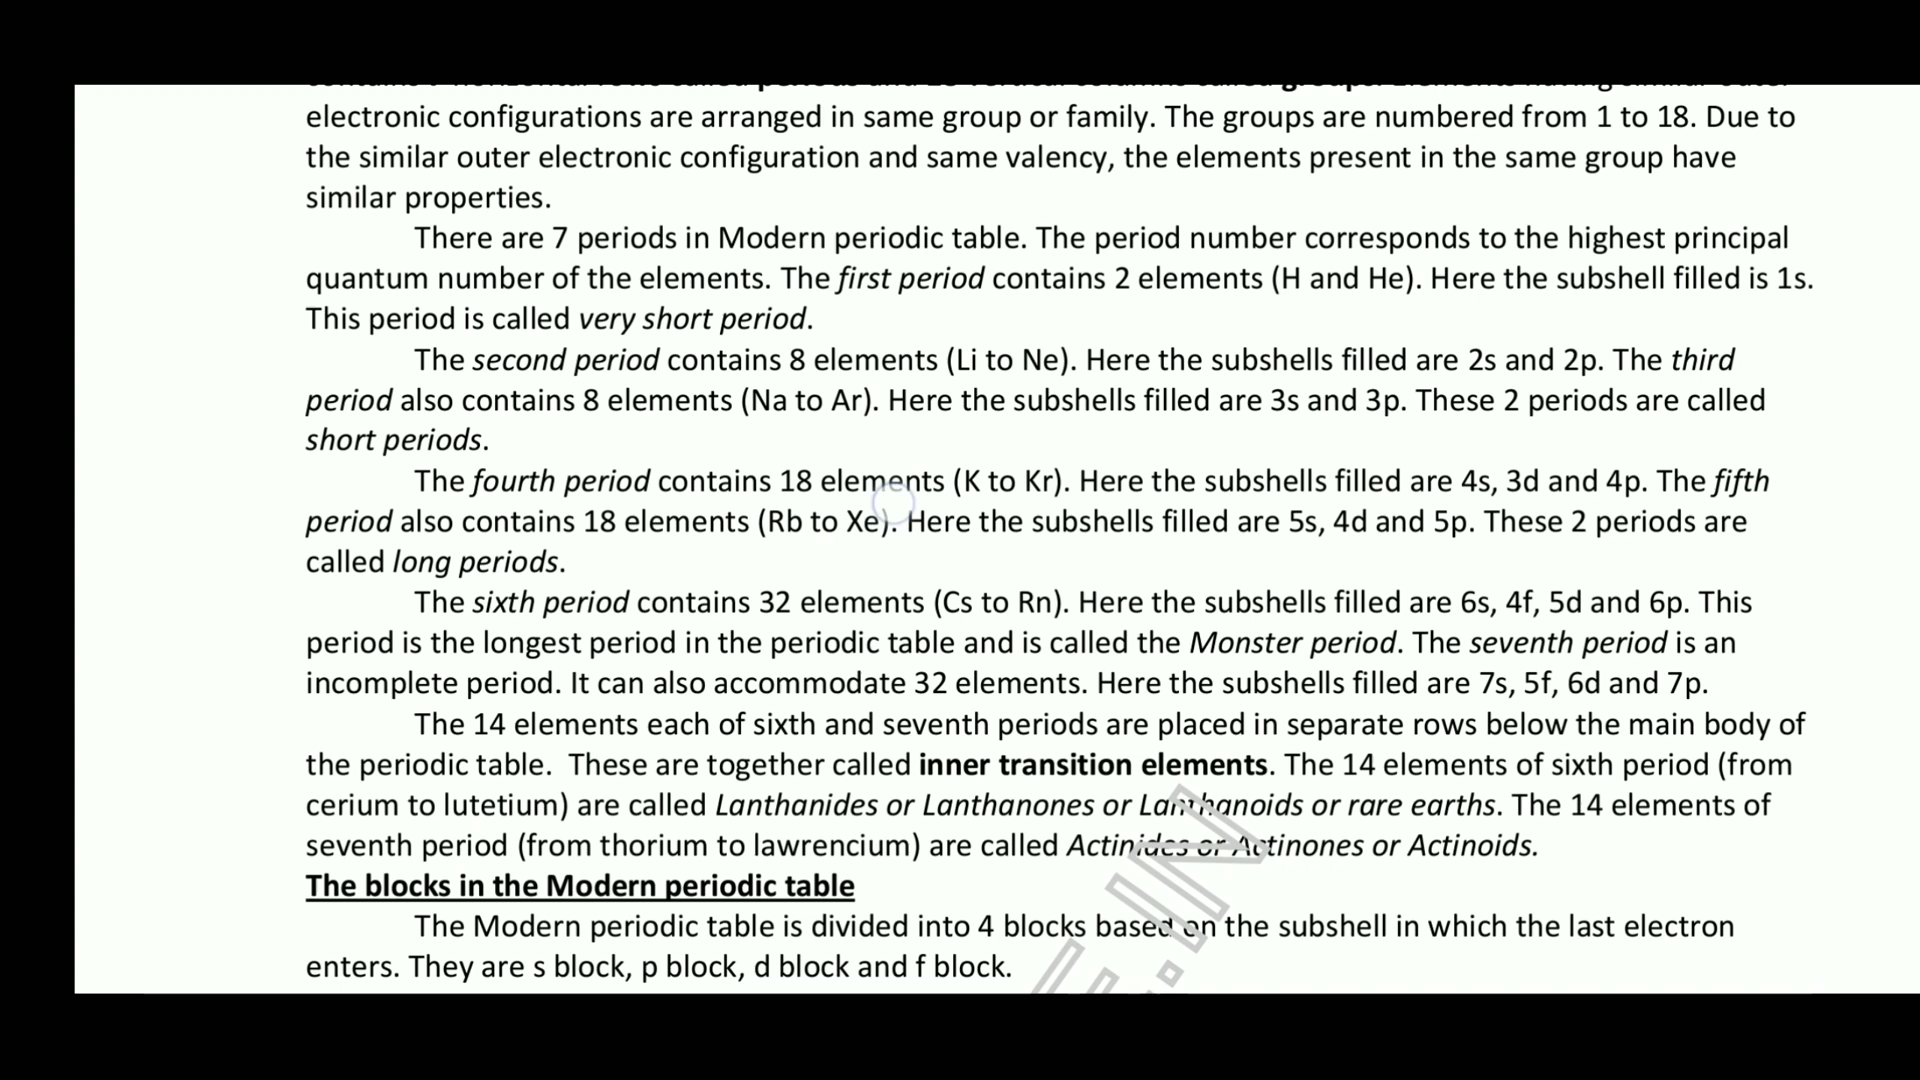 electronic configurations are arranged in same group or family. The groups are numbered from 1 to 18. Due to
the similar outer electronic configuration and same valency, the elements present in the same group have
similar properties.
There are 7 periods in Modern periodic table. The period number corresponds to the highest principal
quantum number of the elements. The first period contains 2 elements (H and He). Here the subshell filled is 1s.
This period is called very short period.
The second period contains 8 elements (Li to Ne). Here the subshells filled are 2s and 2p. The third
period also contains 8 elements (Na to Ar). Here the subshells filled are 3s and 3p. These 2 periods are called
short periods.
The fourth period contains 18 elements (K to Kr). Here the subshells filled are 4s, 3d and 4p. The fifth
period also contains 18 elements (Rb to Xe). Here the subshells filled are 5s, 4d and 5p. These 2 periods are
called long periods.
The sixth period contains 32 elements (Cs to Rn). Here the subshells filled are 6s, 4f, 5d and 6p. This
period is the longest period in the periodic table and is called the Monster period. The seventh period is an
incomplete period. It can also accommodate 32 elements. Here the subshells filled are 7s, 5f, 6d and 7p.
The 14 elements each of sixth and seventh periods are placed in separate rows below the main body of
the periodic table. These are together called inner transition elements. The 14 elements of sixth period (from
cerium to lutetium) are called Lanthanides or Lanthanones or Lanthanoids or rare earths. The 14 elements of
seventh period (from thorium to lawrencium) are called Actinides or Actinones or Actinoids.
The blocks in the Modern periodic table
The Modern periodic table is divided into 4 blocks based on the subshell in which the last electron
enters. They are s block, p block, d block and f block.
E.IN